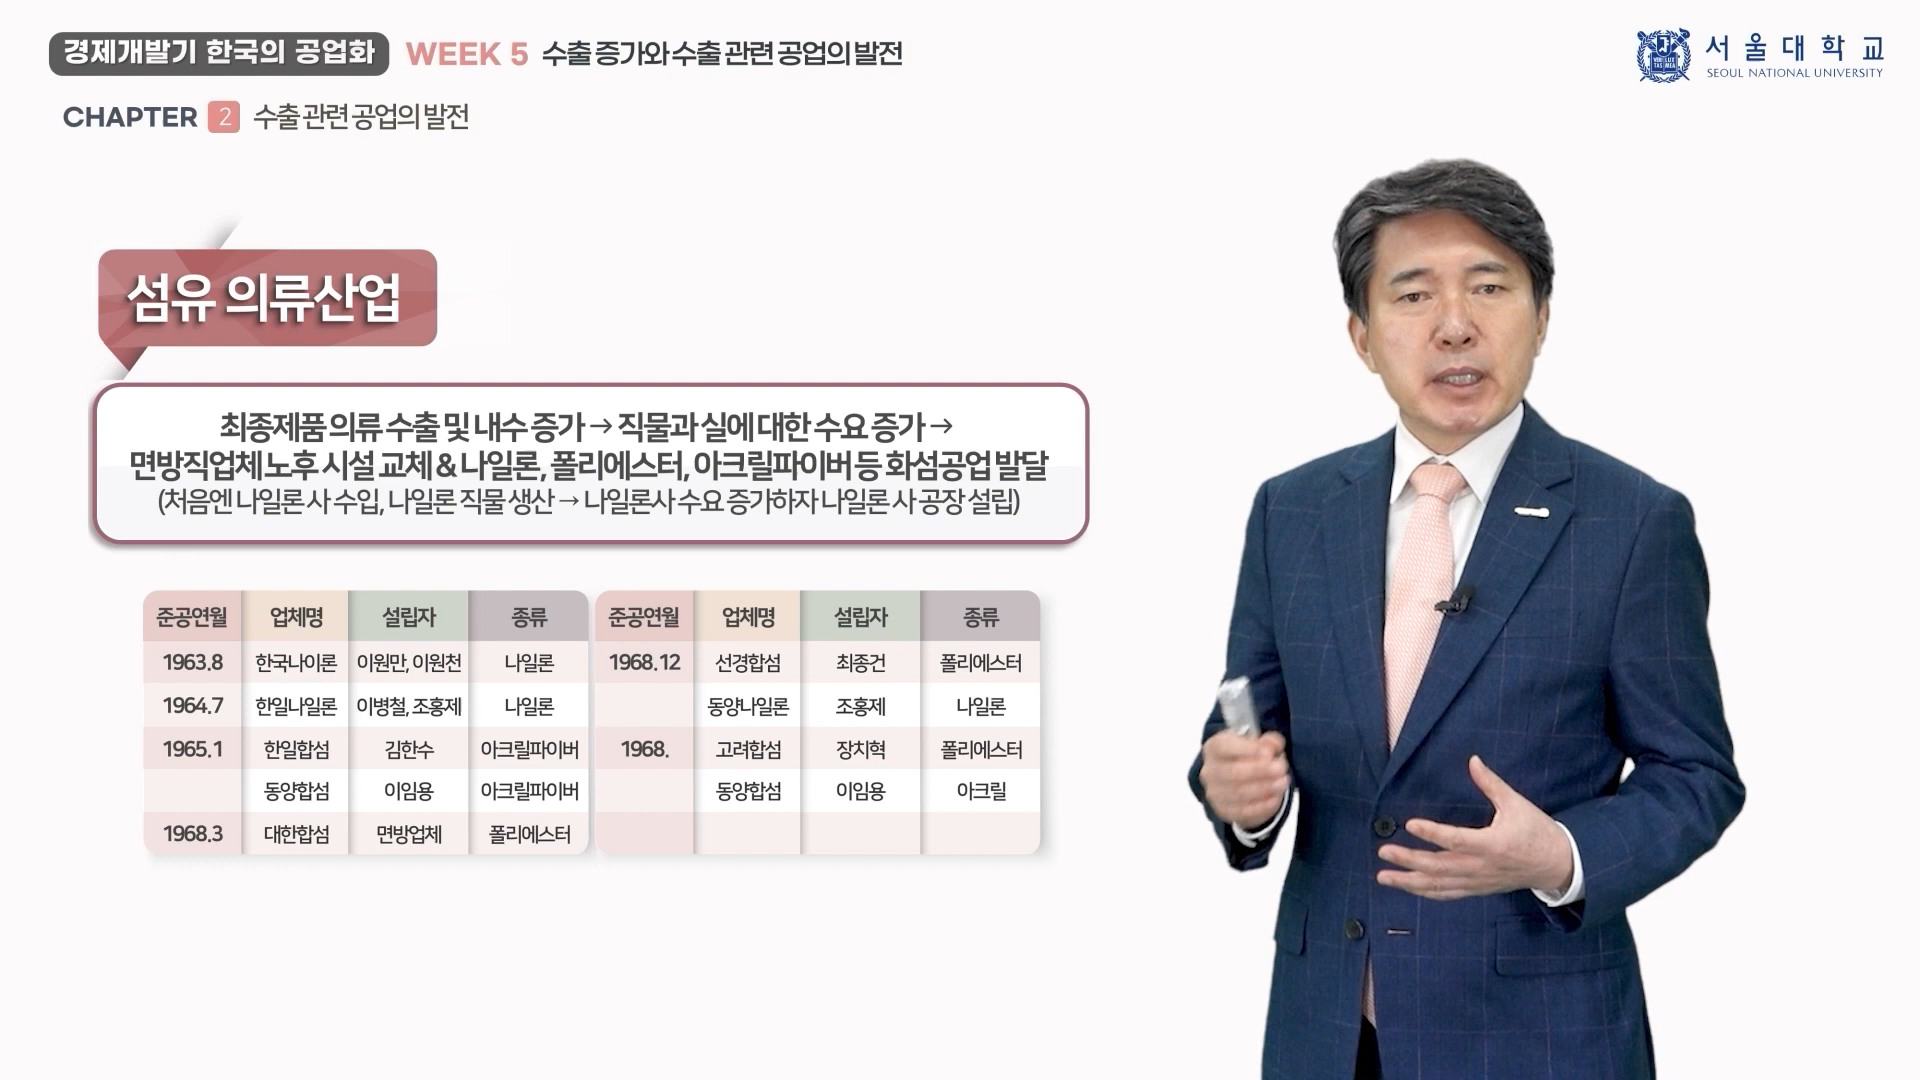 경제개발기 한국의 공업화 WEEK 5 수출 증가와 수출 관련 공업의 발전
서울대학교
SEOUL NATIONAL UNIVERSITY
CHAPTER 2 수출 관련 공업의 발전
섬유 의류산업
최종제품 의류 수출 및 내수 증가 → 직물과 실에 대한 수요 증가 →
면방직업체 노후 시설 교체 & 나일론, 폴리에스터, 아크릴파이버 등 화섬공업 발달
(처음엔 나일론 사 수입, 나일론 직물 생산 → 나일론사 수요 증가하자 나일론 사 공장 설립)
준공연월 업체명 설립자 종류 준공연월 업체명 설립자 종류
1963.8 한국나이론 이원만, 이원천 나일론 1968.12 선경합섬 최종건 폴리에스터
1964.7 한일나일론 이병철, 조홍제 나일론 동양나일론 조홍제 나일론
1965.1 한일합섬 김한수 아크릴파이버 1968. 고려합섬 장치혁 폴리에스터
동양합섬 이임용 아크릴파이버 동양합섬 이임용 아크릴
1968.3 대한합섬 면방업체 폴리에스터